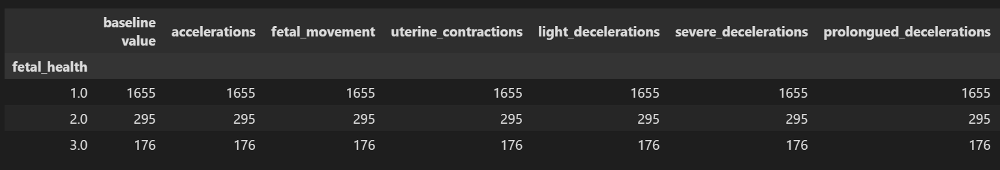 baseline value accelerations fetal_movement uterine_contractions light_decelerations severe_decelerations prolongued_decelerations
fetal_health
1.0 1655 1655 1655 1655 1655 1655 1655
2.0 295 295 295 295 295 295 295
3.0 176 176 176 176 176 176 176